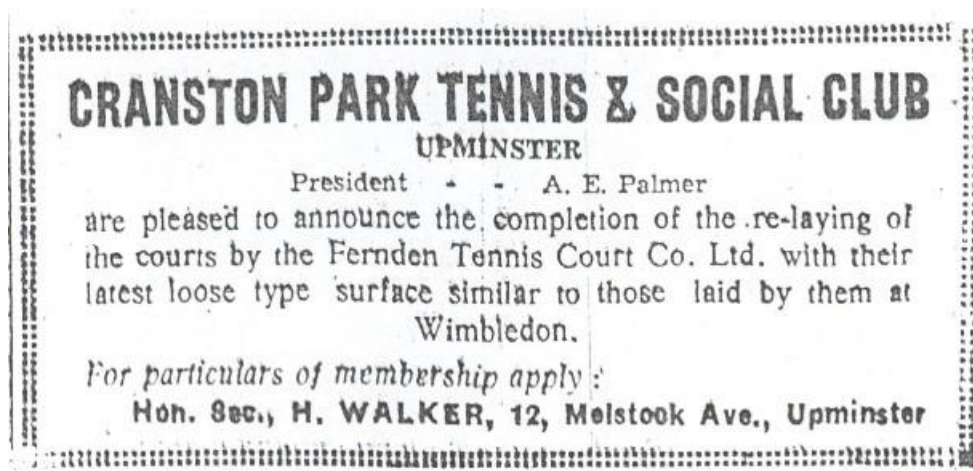 CRANSTON PARK TENNIS & SOCIAL CLUB
UPMINSTER
President - - A. E. Palmer
are pleased to announce the completion of the re-laying of
the courts by the Fernden Tennis Court Co. Ltd. with their
latest loose type surface similar to those laid by them at
Wimbledon.
For particulars of membership apply :
Hon. Sec., H. WALKER, 12, Melstock Ave., Upminster